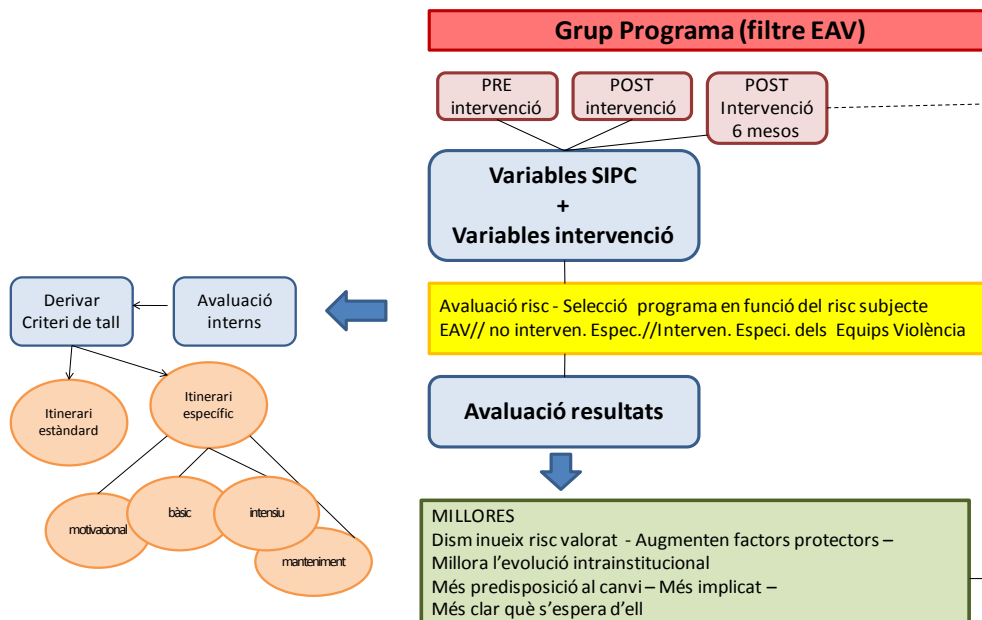 Grup Programa (filtre EAV)
PRE
intervenció
POST
intervenció
POST
Intervenció
6 mesos
Variables SIPC
+
Variables intervenció
Derivar
Criteri de tall
Avaluació
interns
Avaluació risc - Selecció programa en funció del risc subjecte
EAV// no interven. Espec.//Interven. Especi. dels Equips Violència
Itinerari
estàndard
Itinerari
específic
Avaluació resultats
motivacional
bàsic
intensiu
manteniment
MILLORES
Dism inueix risc valorat - Augmenten factors protectors –
Millora l'evolució intrainstitucional
Més predisposició al canvi – Més implicat –
Més clar què s'espera d'ell